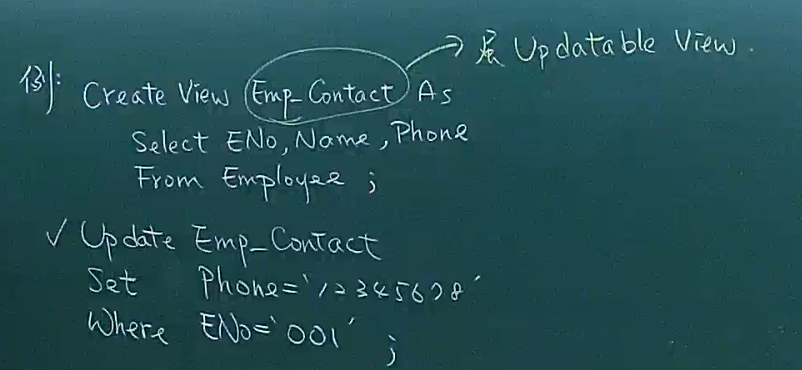 例: Create View Emp_Contact As
Select ENo, Name, Phone
From Employee ;
→ Updatable View.
✓ Update Emp_Contact
Set Phone='12345678'
Where ENo='001' ;